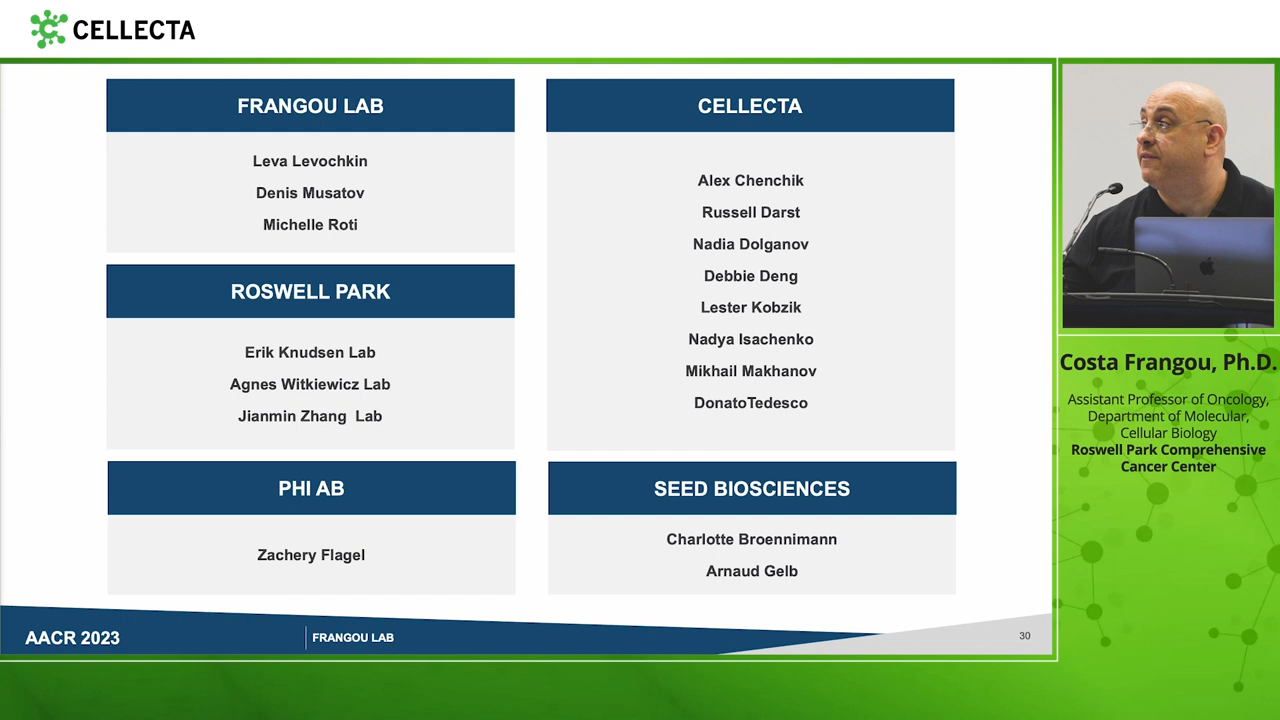 CELLECTA
FRANGOU LAB
Leva Levochkin
Denis Musatov
Michelle Roti
ROSWELL PARK
Erik Knudsen Lab
Agnes Witkiewicz Lab
Jianmin Zhang Lab
PHI AB
Zachery Flagel
CELLECTA
Alex Chenchik
Russell Darst
Nadia Dolganov
Debbie Deng
Lester Kobzik
Nadya Isachenko
Mikhail Makhanov
DonatoTedesco
SEED BIOSCIENCES
Charlotte Broennimann
Arnaud Gelb
AACR 2023
FRANGOU LAB
30
Costa Frangou, Ph.D.
Assistant Professor of Oncology,
Department of Molecular,
Cellular Biology
Roswell Park Comprehensive
Cancer Center